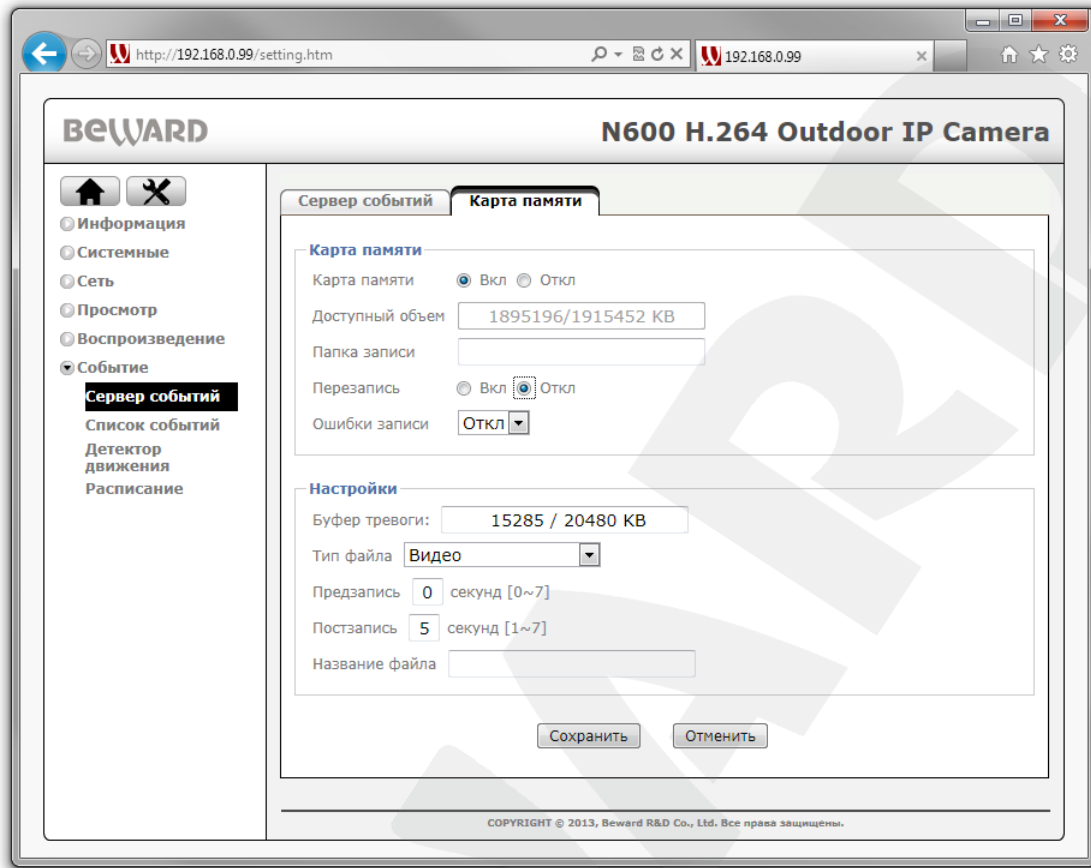 http://192.168.0.99/setting.htm
192.168.0.99
BEWARD
N600 H.264 Outdoor IP Camera
Информация
Системные
Сеть
Просмотр
Воспроизведение
Событие
Сервер событий
Список событий
Детектор
движения
Расписание
Сервер событий
Карта памяти
Карта памяти
Карта памяти Вкл Откл
Доступный объем 1895196/1915452 KB
Папка записи
Перезапись Вкл Откл
Ошибки записи Откл
Настройки
Буфер тревоги: 15285 / 20480 KB
Тип файла Видео
Предзапись 0 секунд [0~7]
Постзапись 5 секунд [1~7]
Название файла
Сохранить Отменить
COPYRIGHT © 2013, Beward R&D Co., Ltd. Все права защищены.